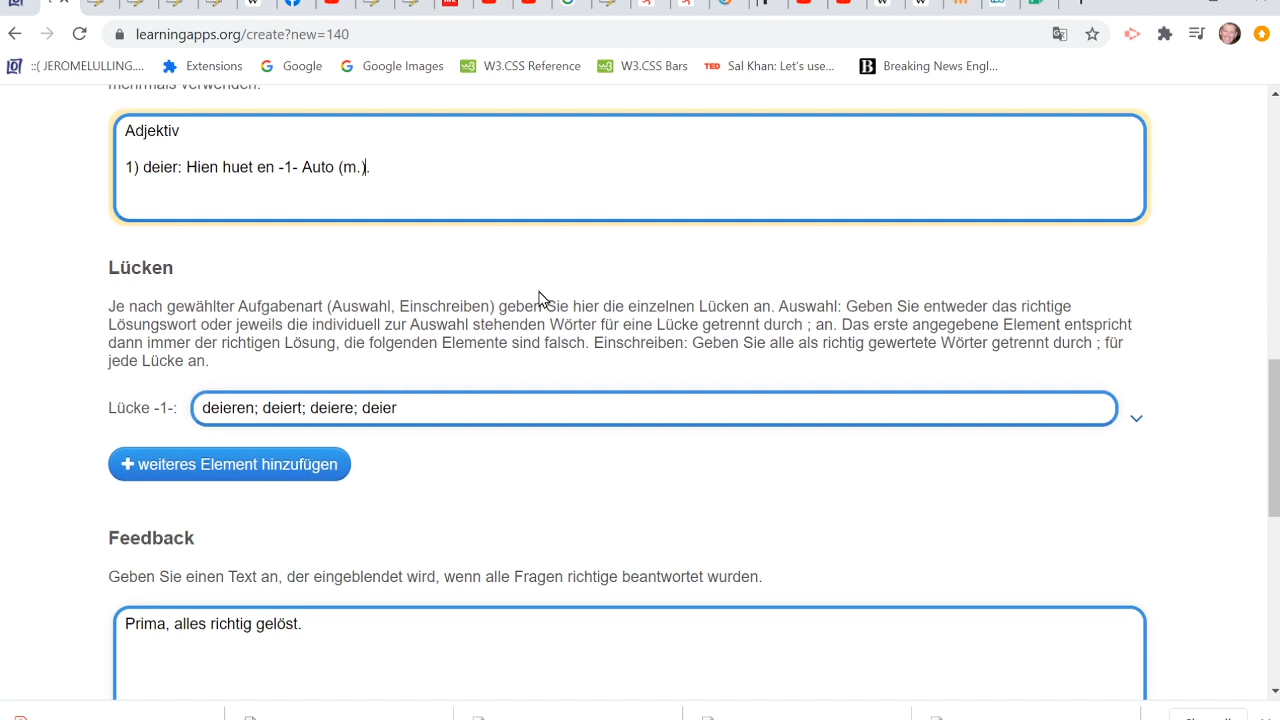 learningapps.org/create?new=140
::( JEROMELULLING.... Extensions Google Google Images W3.CSS Reference W3.CSS Bars TED Sal Khan: Let's use... B Breaking News Engl...
mehrmals verwenden.
Adjektiv
1) deier: Hien huet en -1- Auto (m.).
Lücken
Je nach gewählter Aufgabenart (Auswahl, Einschreiben) geben Sie hier die einzelnen Lücken an. Auswahl: Geben Sie entweder das richtige
Lösungswort oder jeweils die individuell zur Auswahl stehenden Wörter für eine Lücke getrennt durch ; an. Das erste angegebene Element entspricht
dann immer der richtigen Lösung, die folgenden Elemente sind falsch. Einschreiben: Geben Sie alle als richtig gewertete Wörter getrennt durch ; für
jede Lücke an.
Lücke -1-: deieren; deiert; deiere; deier
+ weiteres Element hinzufügen
Feedback
Geben Sie einen Text an, der eingeblendet wird, wenn alle Fragen richtige beantwortet wurden.
Prima, alles richtig gelöst.